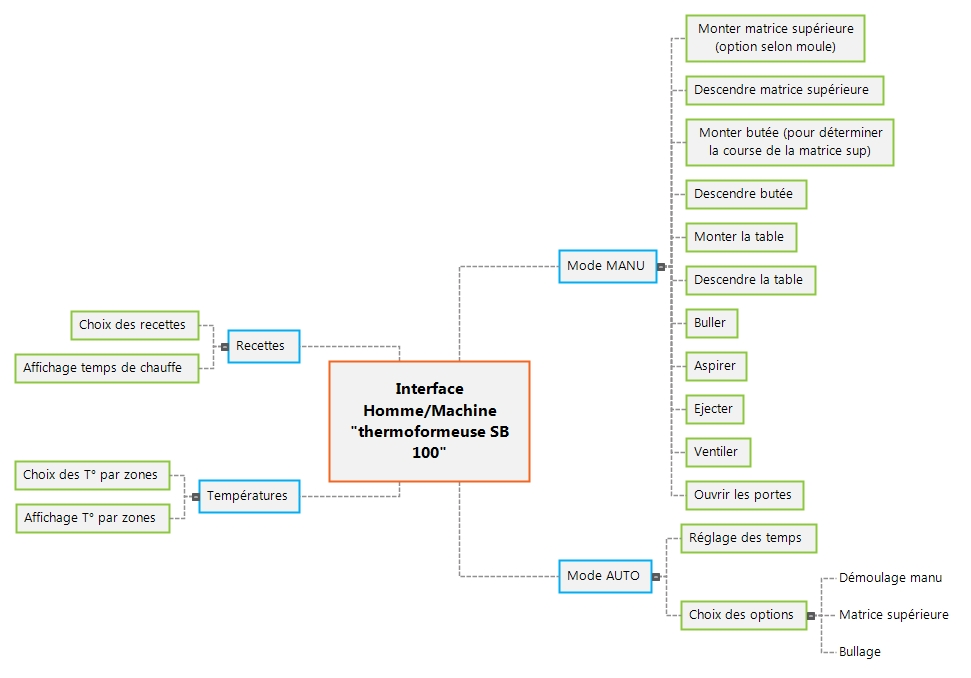 Interface
Homme/Machine
"thermoformeuse SB
100"
Mode MANU
Monter matrice supérieure
(option selon moule)
Descendre matrice supérieure
Monter butée (pour déterminer
la course de la matrice sup)
Descendre butée
Monter la table
Descendre la table
Buller
Aspirer
Ejecter
Ventiler
Ouvrir les portes
Mode AUTO
Réglage des temps
Choix des options
Démoulage manu
Matrice supérieure
Bullage
Recettes
Choix des recettes
Affichage temps de chauffe
Températures
Choix des T° par zones
Affichage T° par zones